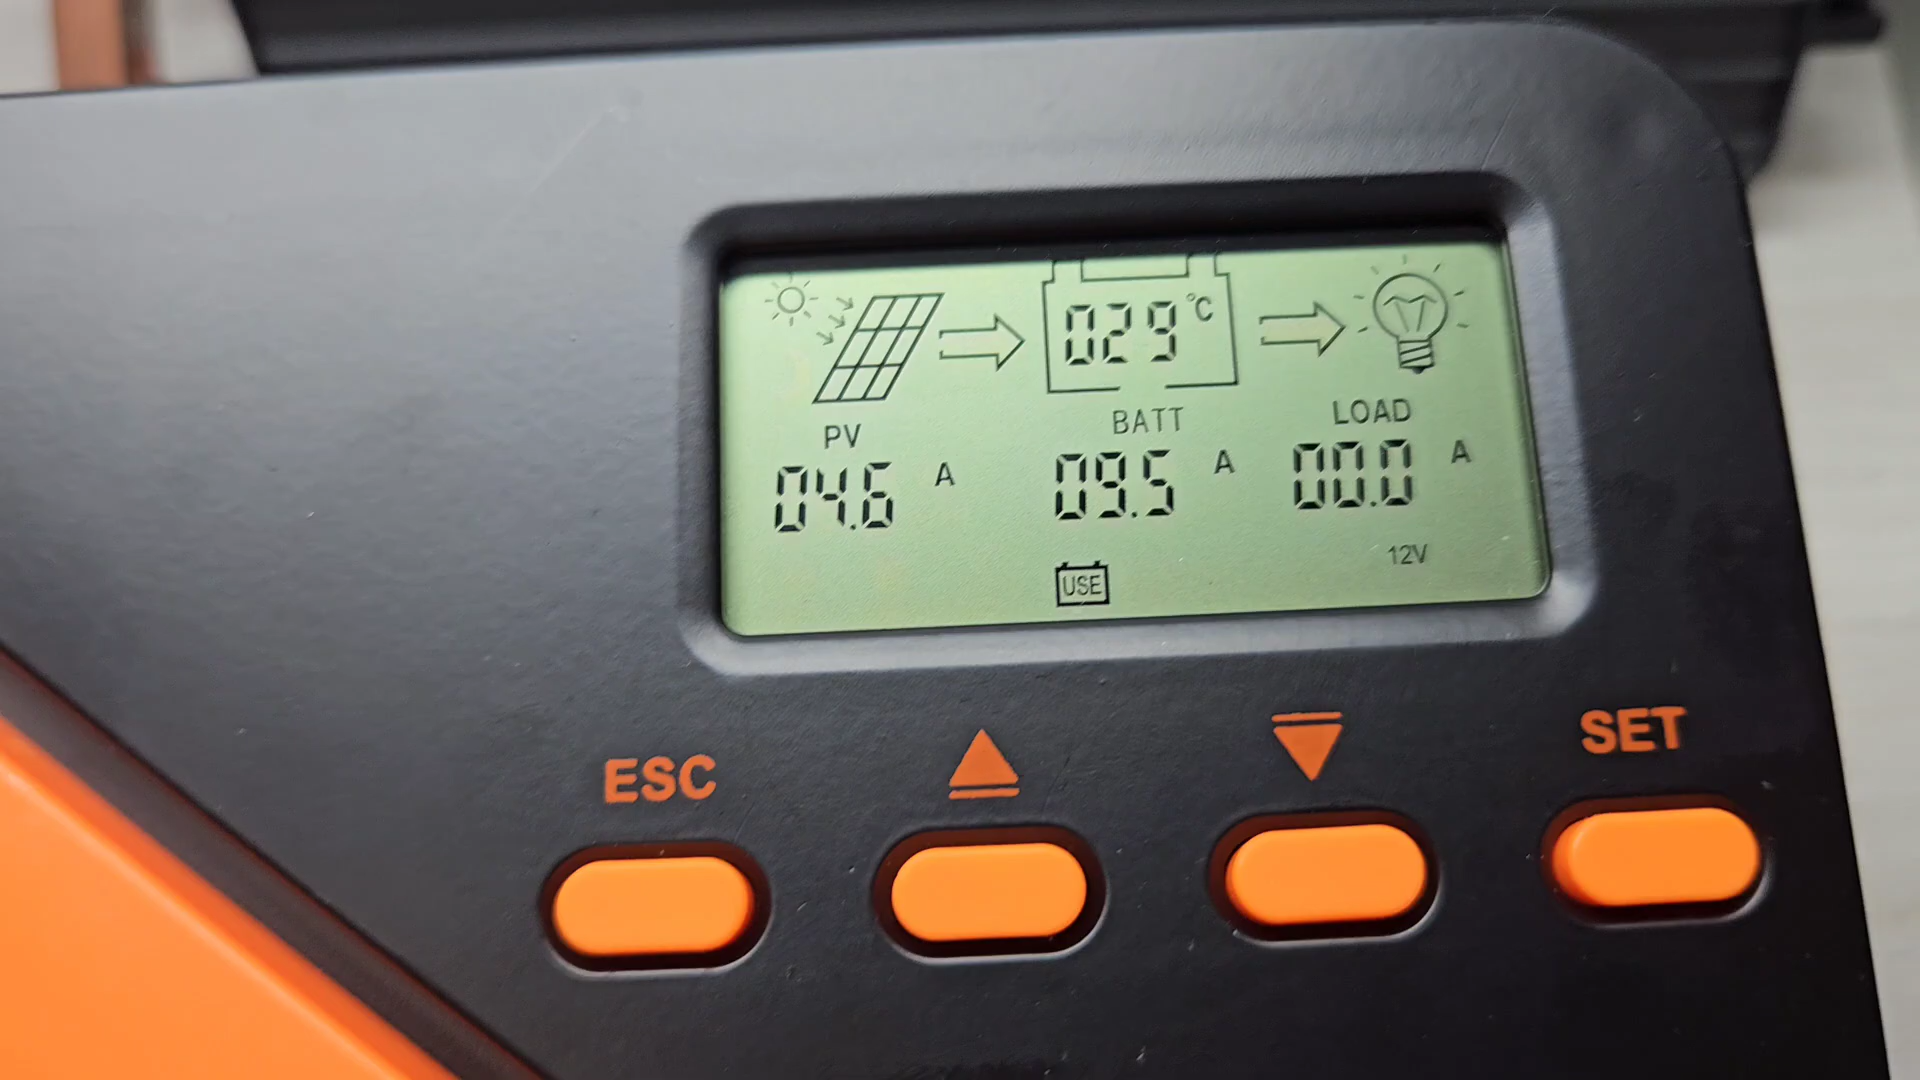 029°C
PV BATT LOAD
04.6 A 09.5 A 00.0 A
12V
USE
ESC SET